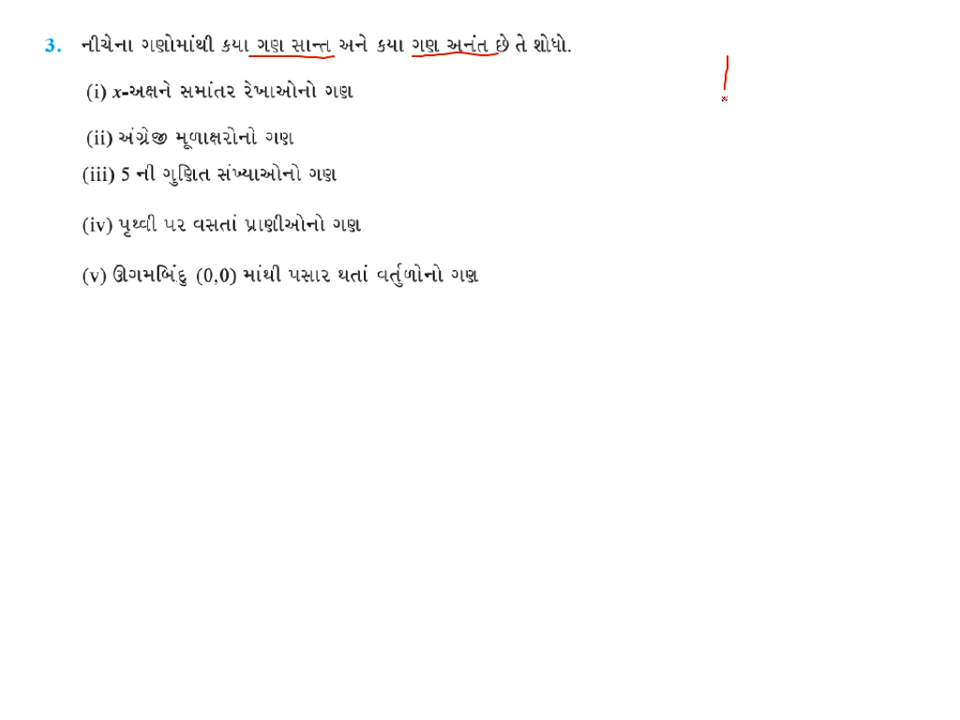 3. નીચેના ગણોમાંથી કયા ગણ સાન્ત અને કયા ગણ અનંત છે તે શોધો.
(i) x-અક્ષને સમાંતર રેખાઓનો ગણ
(ii) અંગ્રેજી મૂળાક્ષરોનો ગણ
(iii) 5 ની ગુણિત સંખ્યાઓનો ગણ
(iv) પૃથ્વી પર વસતાં પ્રાણીઓનો ગણ
(v) ઊગમબિંદુ (0,0) માંથી પસાર થતાં વર્તુળોનો ગણ